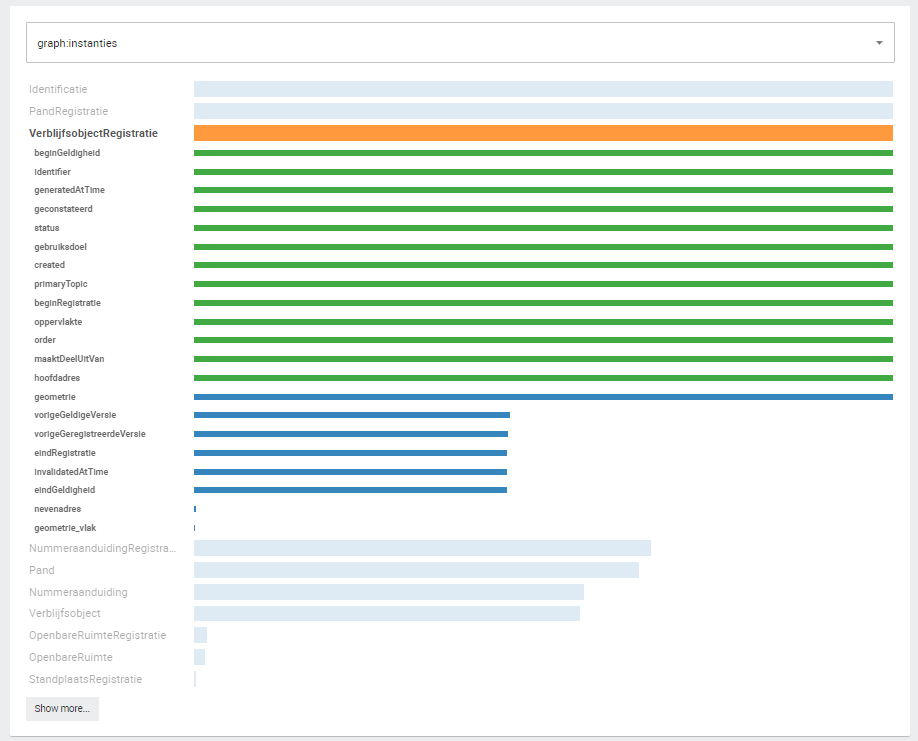 graph:instanties
Identificatie
PandRegistratie
VerblijfsobjectRegistratie
beginGeldigheid
identifier
generatedAtTime
geconstateerd
status
gebruiksdoel
created
primaryTopic
beginRegistratie
oppervlakte
order
maaktDeelUitVan
hoofdadres
geometrie
vorigeGeldigeVersie
vorigeGeregistreerdeVersie
eindRegistratie
invalidatedAtTime
eindGeldigheid
nevenadres
geometrie_vlak
NummeraanduidingRegistra...
Pand
Nummeraanduiding
Verblijfsobject
OpenbareRuimteRegistratie
OpenbareRuimte
StandplaatsRegistratie
Show more...